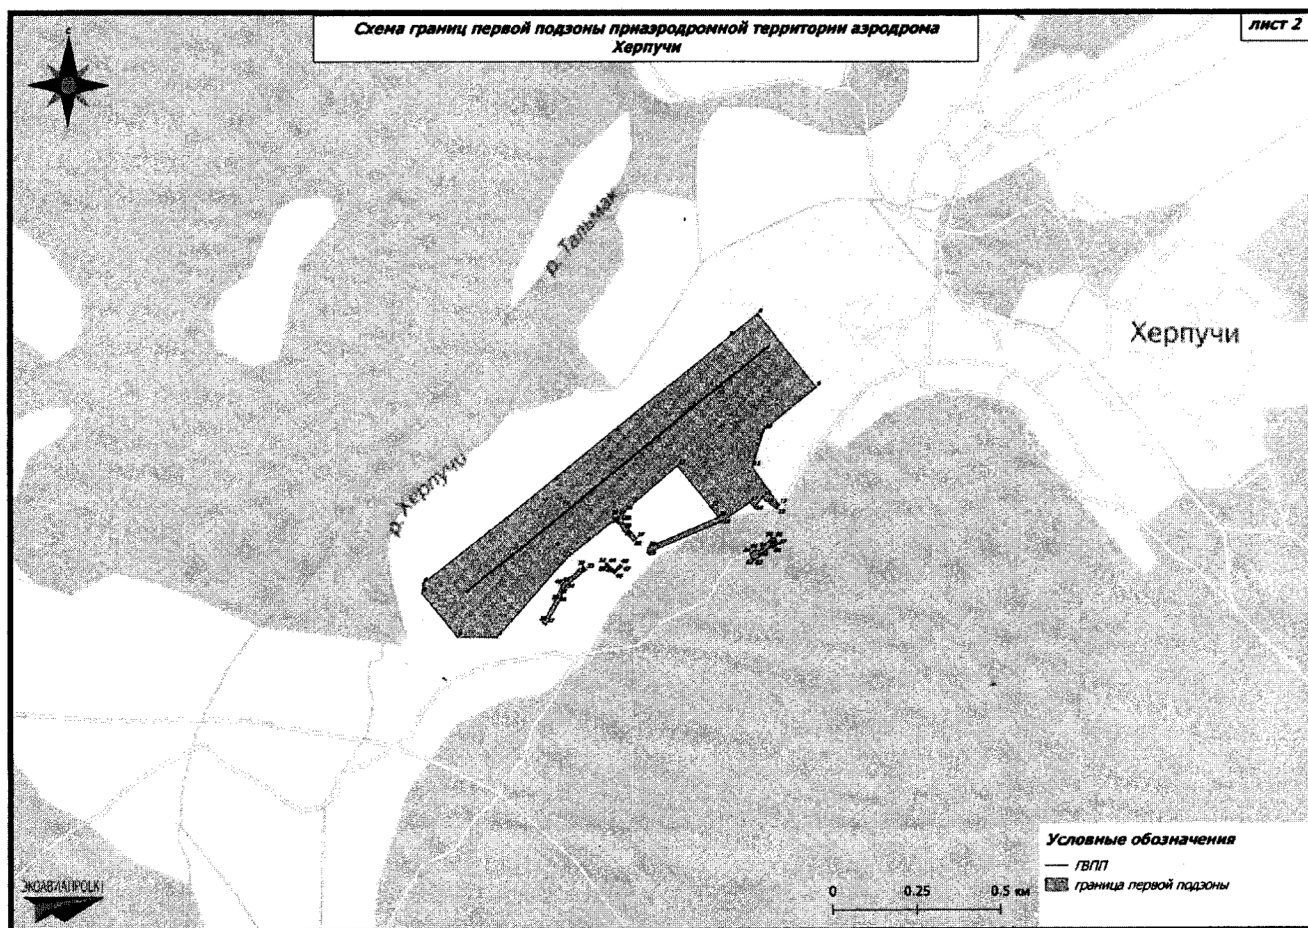 Схема границ первой подзоны приаэродромной территории аэродрома
Херпучи
лист 2
С
р. Тальмак
Херпучи
р. Херпучи
Условные обозначения
ГВПП
граница первой подзоны
0 0.25 0.5 км